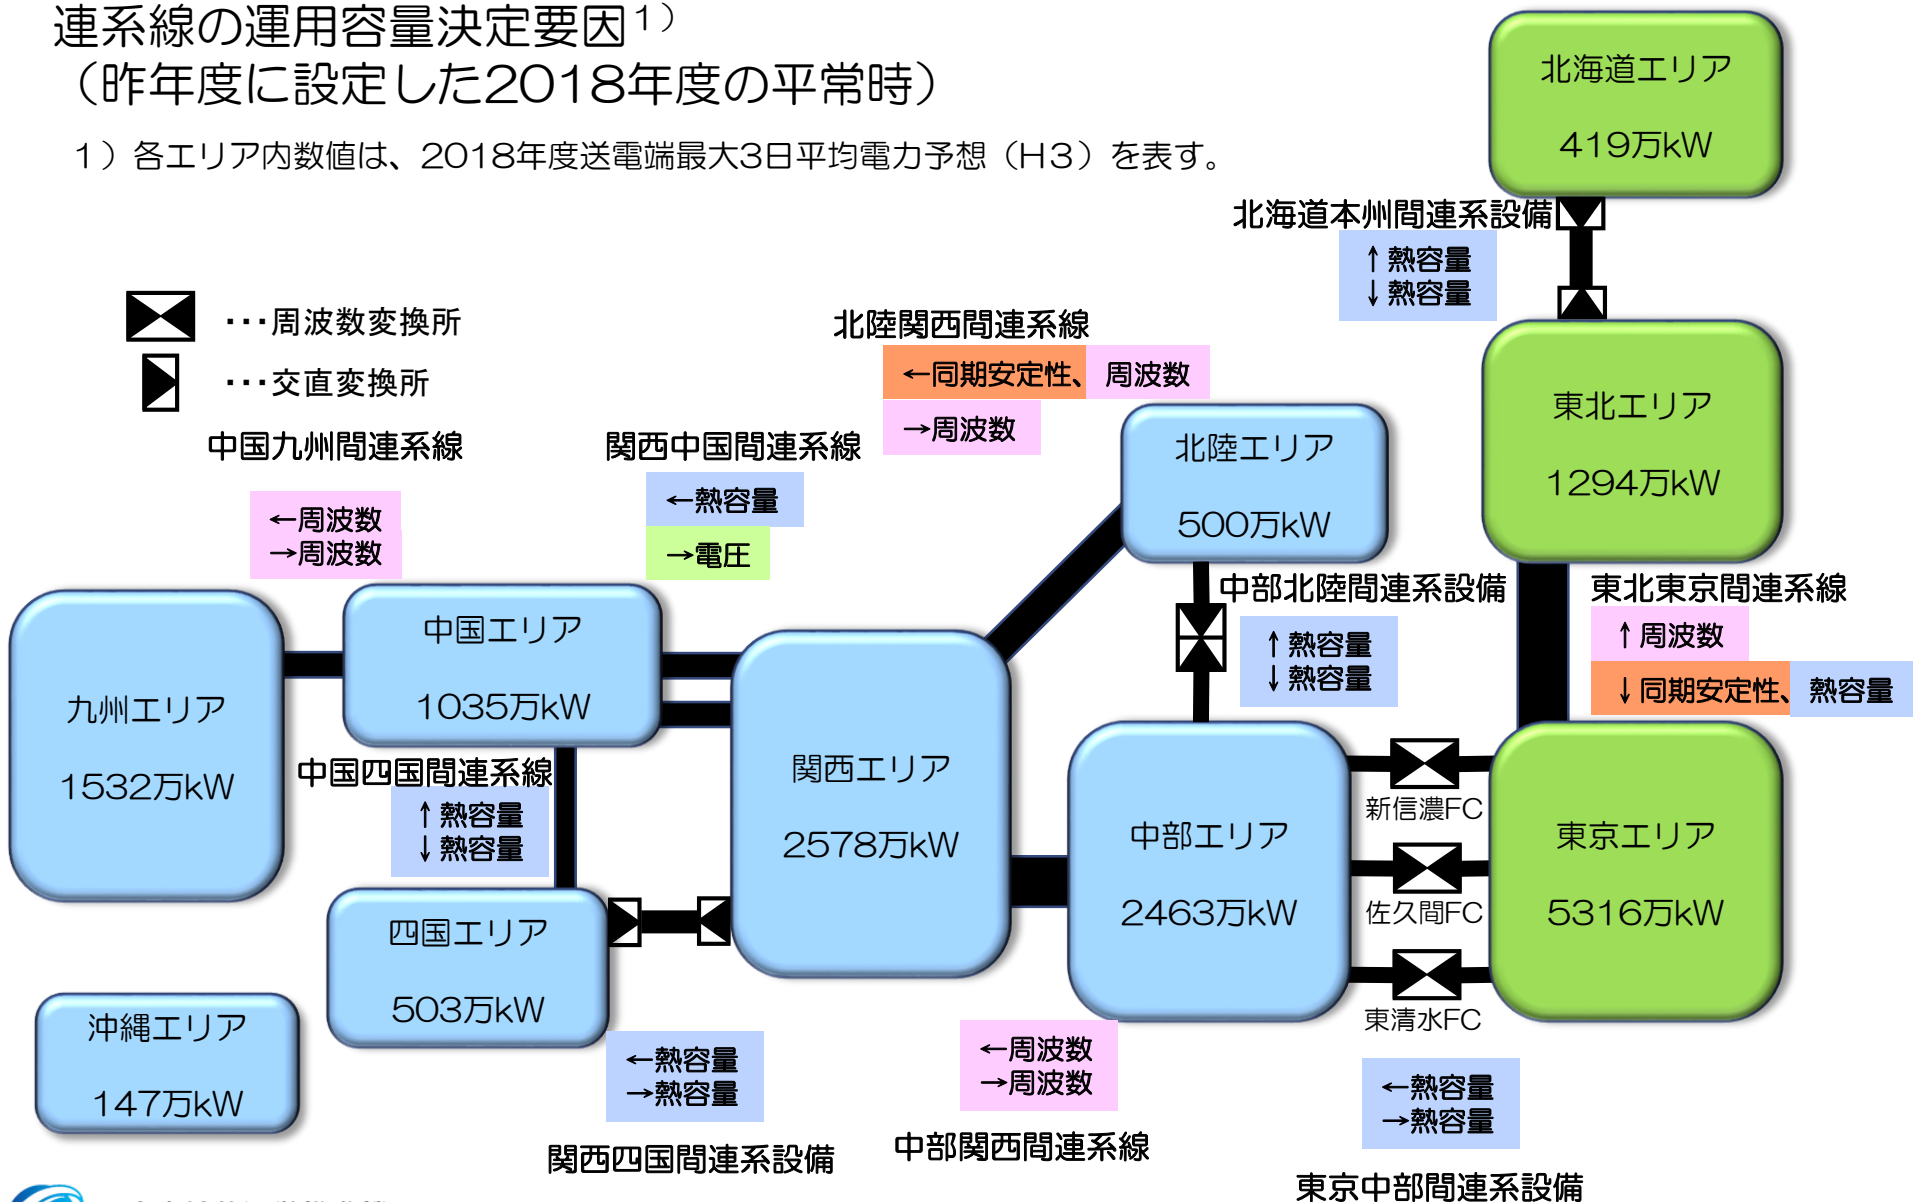 連系線の運用容量決定要因1）
（昨年度に設定した2018年度の平常時）
1）各エリア内数値は、2018年度送電端最大3日平均電力予想（H3）を表す。
北海道エリア
419万kW
北海道本州間連系設備
↑熱容量
↓熱容量
･･･周波数変換所
･･･交直変換所
北陸関西間連系線
←同期安定性、周波数
→周波数
中国九州間連系線
←周波数
→周波数
関西中国間連系線
←熱容量
→電圧
北陸エリア
500万kW
東北エリア
1294万kW
中部北陸間連系設備
↑熱容量
↓熱容量
東北東京間連系線
↑周波数
↓同期安定性、熱容量
九州エリア
1532万kW
中国エリア
1035万kW
中国四国間連系線
↑熱容量
↓熱容量
関西エリア
2578万kW
中部エリア
2463万kW
新信濃FC
佐久間FC
東清水FC
東京エリア
5316万kW
四国エリア
503万kW
沖縄エリア
147万kW
←熱容量
→熱容量
関西四国間連系設備
←周波数
→周波数
中部関西間連系線
←熱容量
→熱容量
東京中部間連系設備